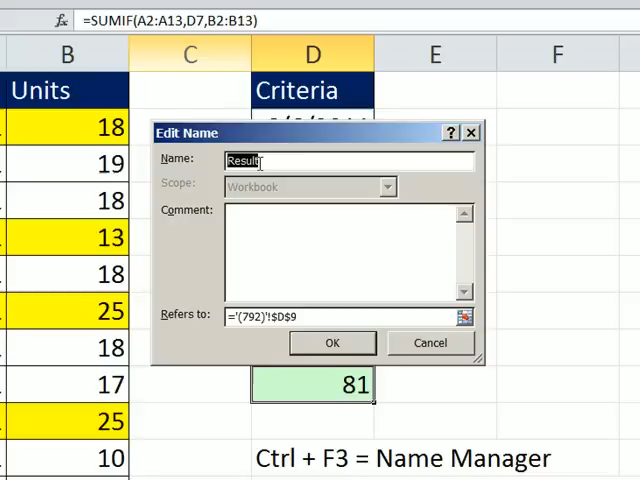 fx =SUMIF(A2:A13,D7,B2:B13)
B C D E F
Units Criteria
18
19
18
13
18
25
18
17 81
25
10 Ctrl + F3 = Name Manager
Edit Name
Name: Result
Scope: Workbook
Comment:
Refers to: ='(792)'!$D$9
OK Cancel